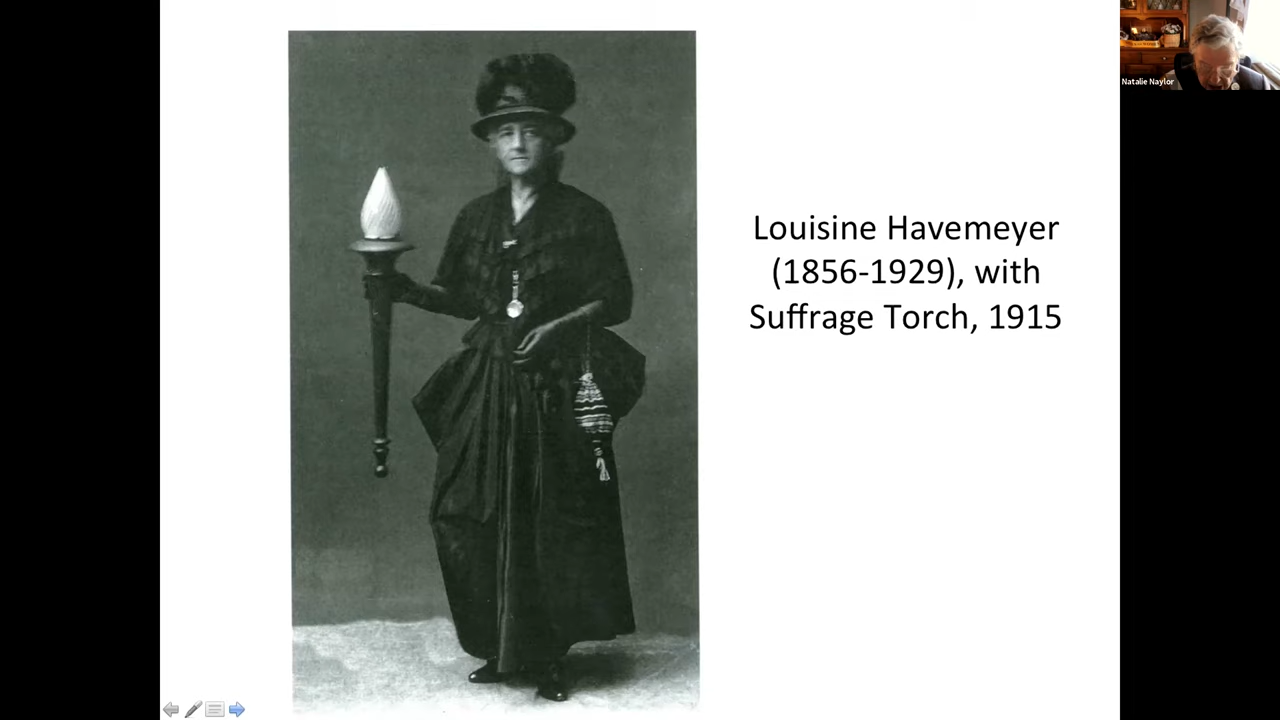 Louisine Havemeyer
(1856-1929), with
Suffrage Torch, 1915
Natalie Naylor